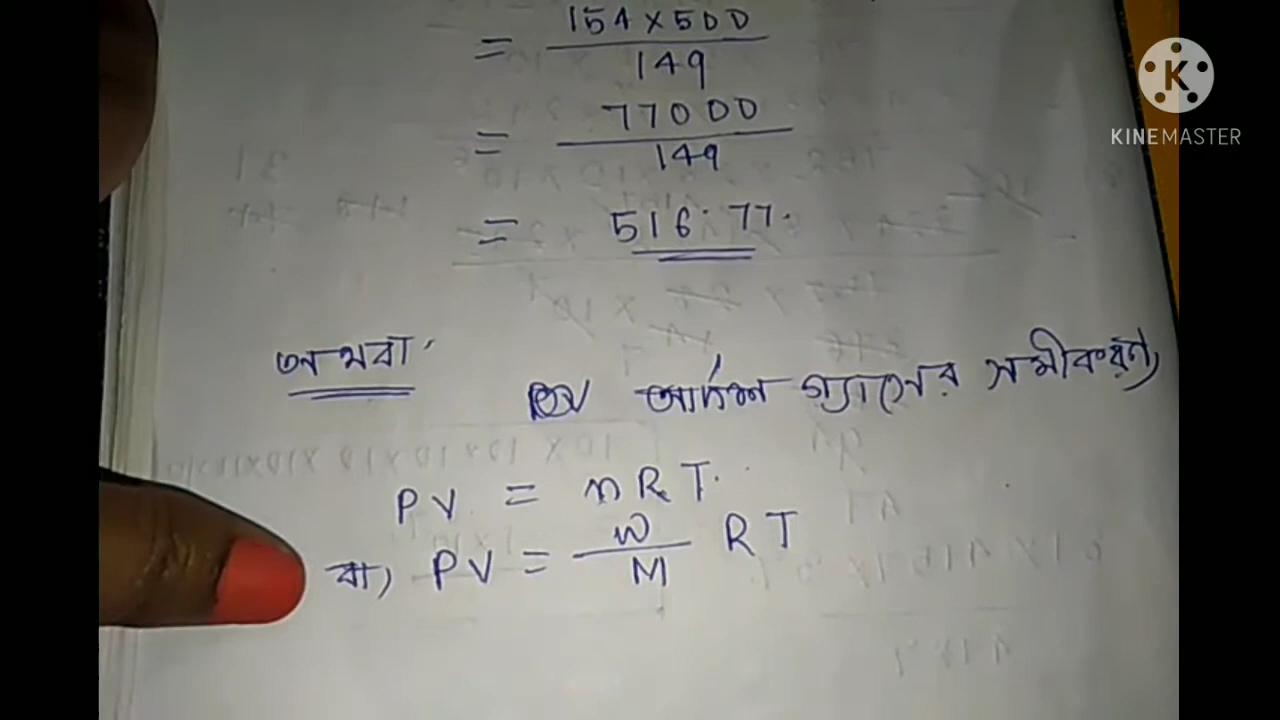 154 x 500
149
= 77000
149
= 516.77.
K
KINEMASTER
অথবা,
আদর্শ গ্যাসের সমীকরণ,
PV = nRT.
বা, PV = W/M RT